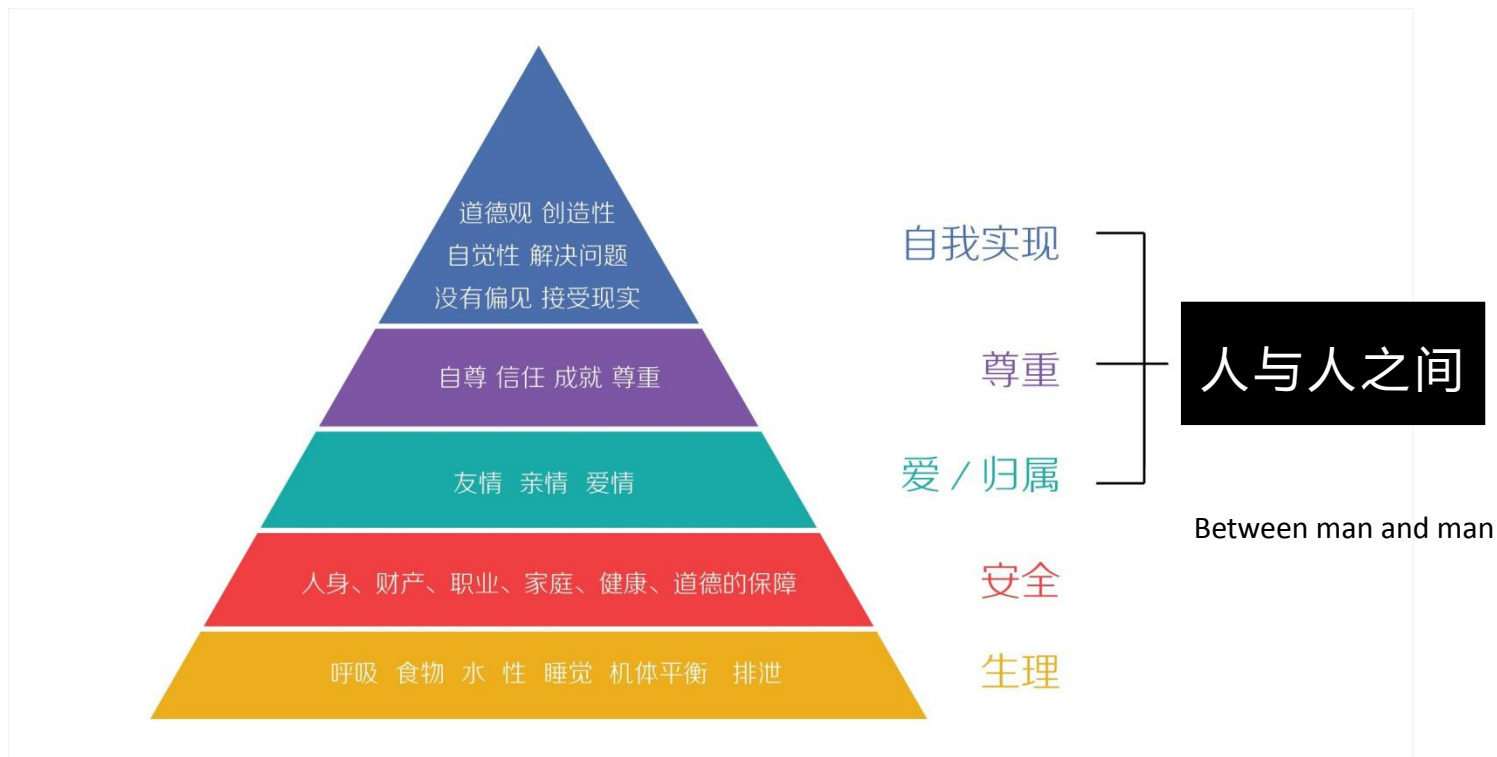 道德观 创造性
自觉性 解决问题
没有偏见 接受现实
自我实现
自尊 信任 成就 尊重
尊重
人与人之间
友情 亲情 爱情
爱 / 归属
Between man and man
人身、财产、职业、家庭、健康、道德的保障
安全
呼吸 食物 水 性 睡觉 机体平衡 排泄
生理